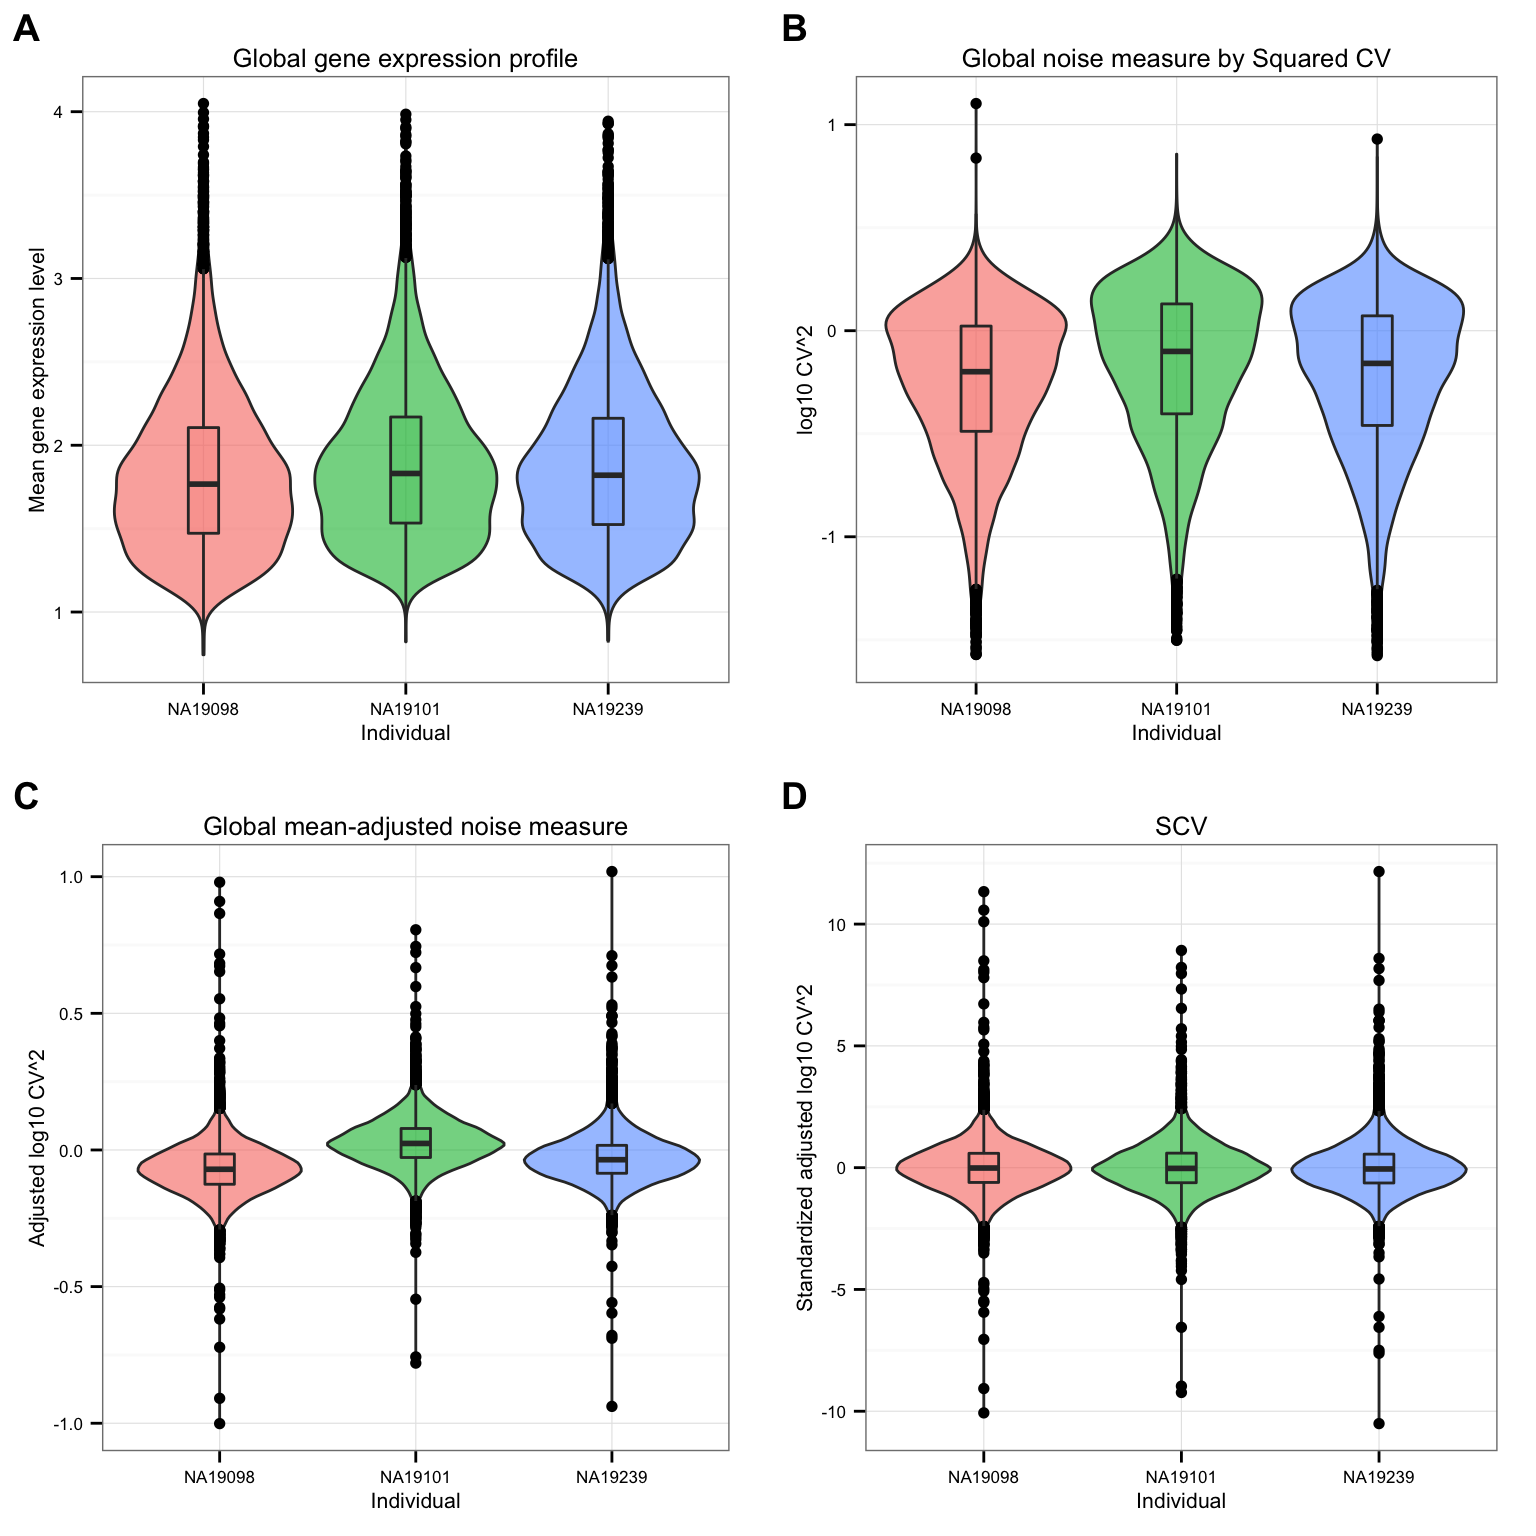 A
Global gene expression profile
Mean gene expression level
4
3
2
1
NA19098 NA19101 NA19239
Individual
B
Global noise measure by Squared CV
log10 CV^2
1
0
-1
NA19098 NA19101 NA19239
Individual
C
Global mean-adjusted noise measure
Adjusted log10 CV^2
1.0
0.5
0.0
-0.5
-1.0
NA19098 NA19101 NA19239
Individual
D
SCV
Standardized adjusted log10 CV^2
10
5
0
-5
-10
NA19098 NA19101 NA19239
Individual